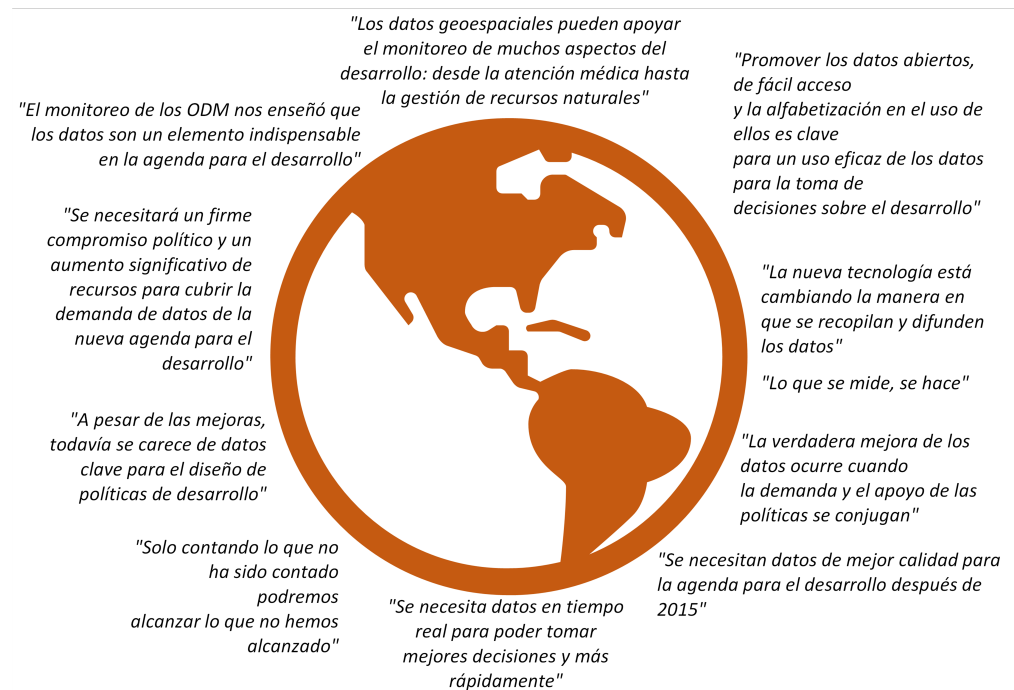 "Los datos geoespaciales pueden apoyar
el monitoreo de muchos aspectos del
desarrollo: desde la atención médica hasta
la gestión de recursos naturales"
"El monitoreo de los ODM nos enseñó que
los datos son un elemento indispensable
en la agenda para el desarrollo"
"Se necesitará un firme
compromiso político y un
aumento significativo de
recursos para cubrir la
demanda de datos de la
nueva agenda para el
desarrollo"
"A pesar de las mejoras,
todavía se carece de datos
clave para el diseño de
políticas de desarrollo"
"Solo contando lo que no
ha sido contado
podremos
alcanzar lo que no hemos
alcanzado"
"Se necesita datos en tiempo
real para poder tomar
mejores decisiones y más
rápidamente"
"Promover los datos abiertos,
de fácil acceso
y la alfabetización en el uso de
ellos es clave
para un uso eficaz de los datos
para la toma de
decisiones sobre el desarrollo"
"La nueva tecnología está
cambiando la manera en
que se recopilan y difunden
los datos"
"Lo que se mide, se hace"
"La verdadera mejora de los
datos ocurre cuando
la demanda y el apoyo de las
políticas se conjugan"
"Se necesitan datos de mejor calidad para
la agenda para el desarrollo después de
2015"